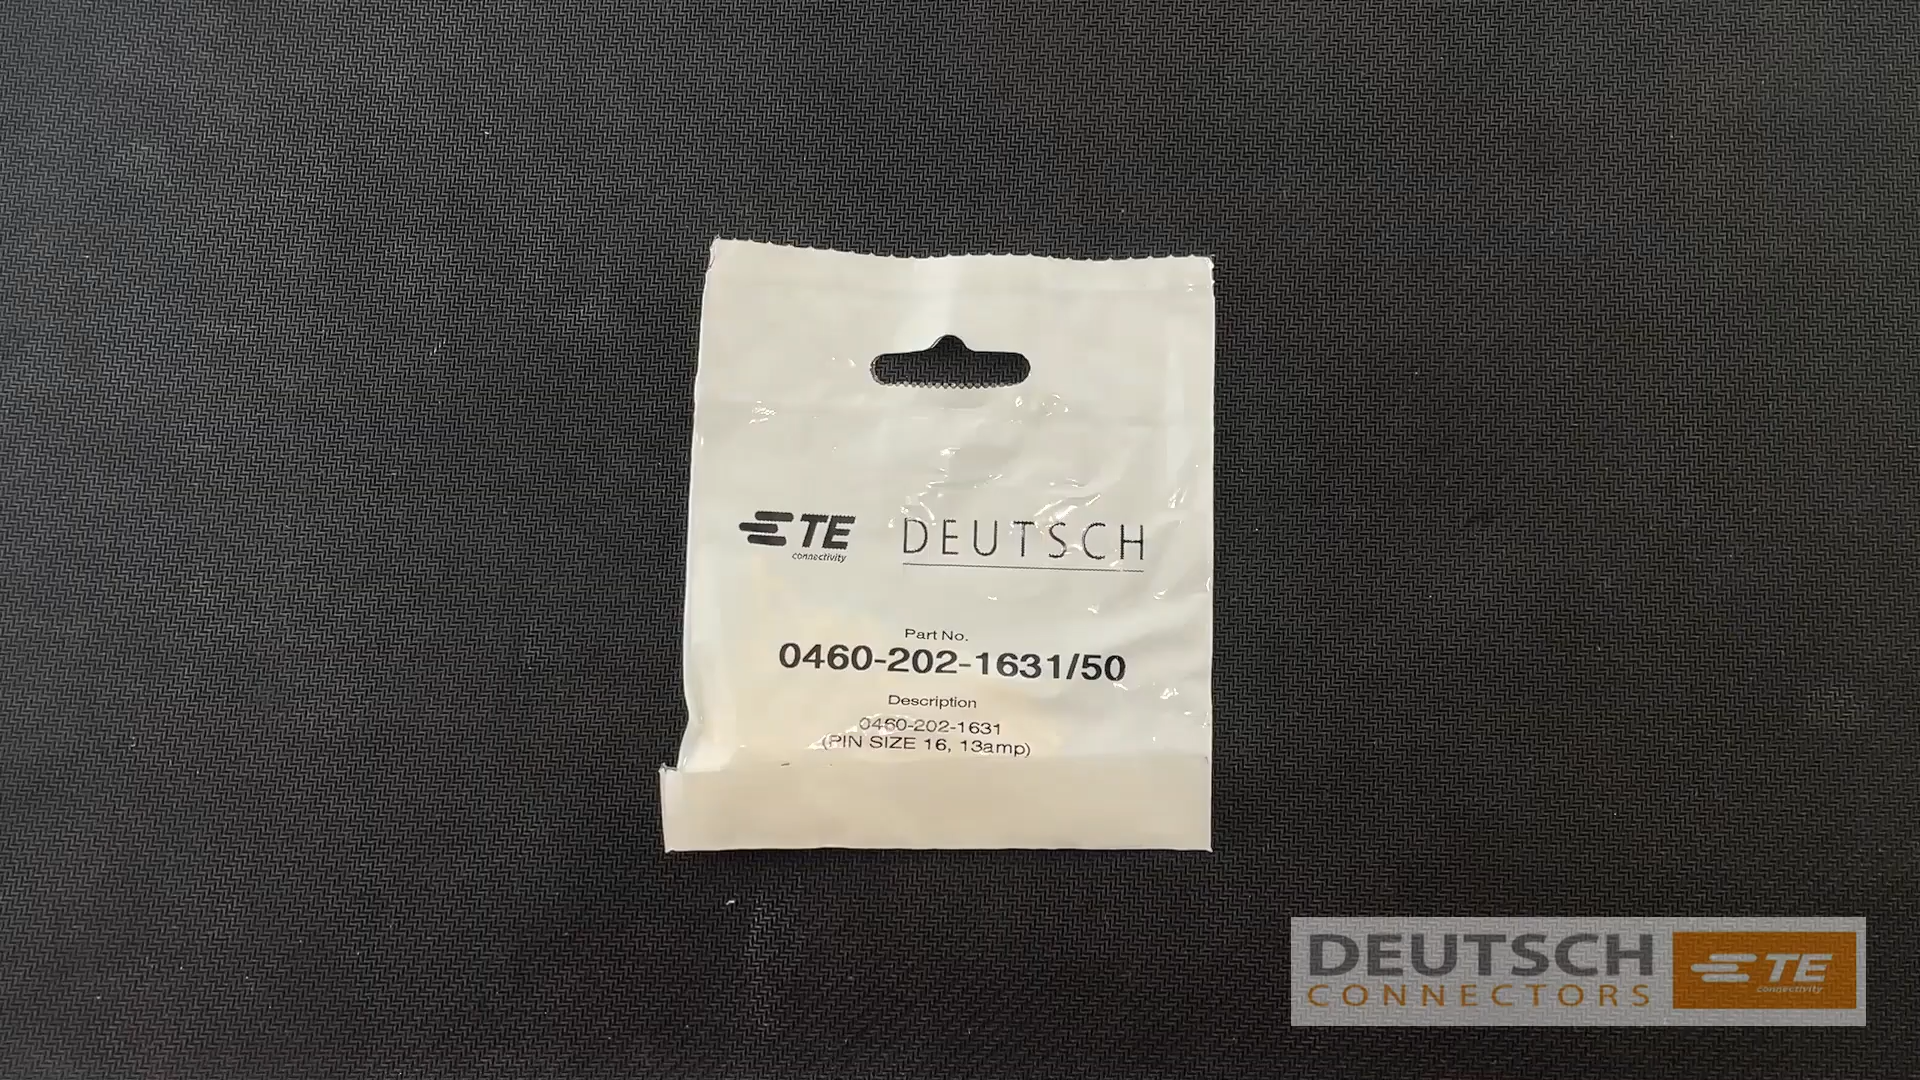 TE
connectivity
DEUTSCH
Part No.
0460-202-1631/50
Description
0460-202-1631
(PIN SIZE 16, 13amp)
DEUTSCH
CONNECTORS
TE
connectivity